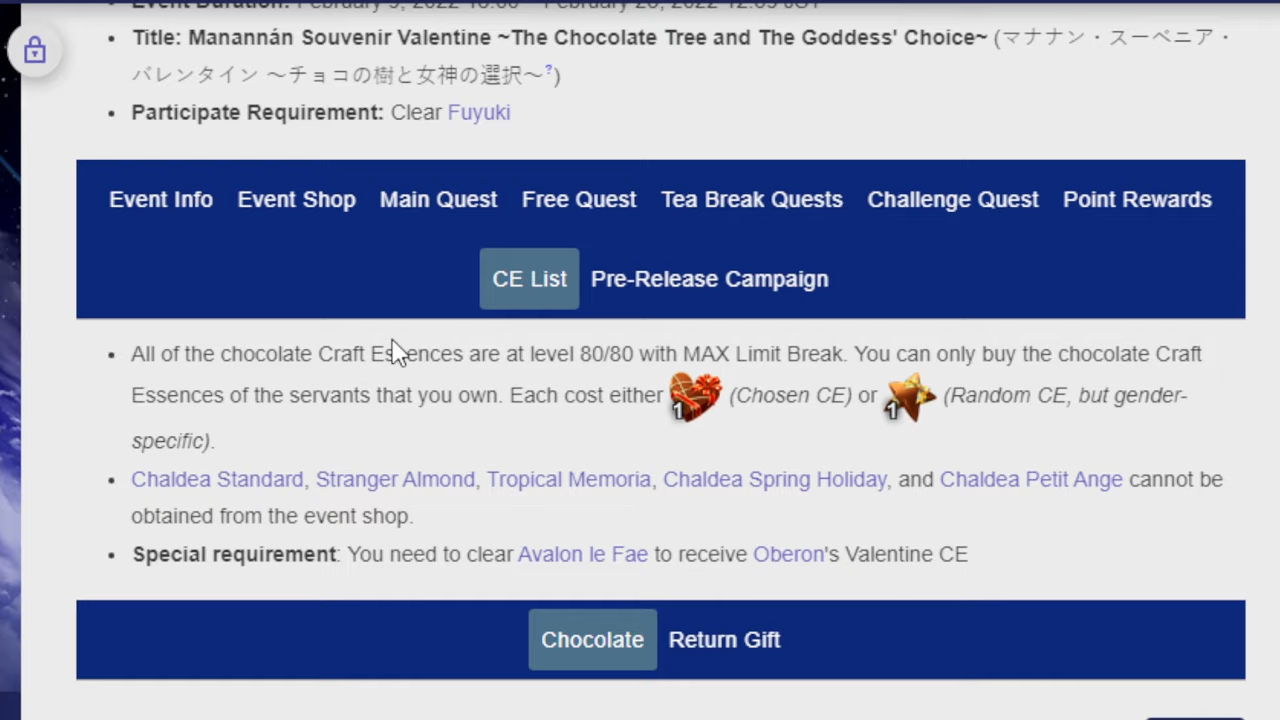 Title: Manannán Souvenir Valentine ~The Chocolate Tree and The Goddess' Choice~ (マナナン・スーベニア・
バレンタイン ～チョコの樹と女神の選択～?)
Participate Requirement: Clear Fuyuki
Event Info Event Shop Main Quest Free Quest Tea Break Quests Challenge Quest Point Rewards
CE List Pre-Release Campaign
All of the chocolate Craft Essences are at level 80/80 with MAX Limit Break. You can only buy the chocolate Craft
Essences of the servants that you own. Each cost either 1 (Chosen CE) or 1 (Random CE, but gender-
specific).
Chaldea Standard, Stranger Almond, Tropical Memoria, Chaldea Spring Holiday, and Chaldea Petit Ange cannot be
obtained from the event shop.
Special requirement: You need to clear Avalon le Fae to receive Oberon's Valentine CE
Chocolate Return Gift